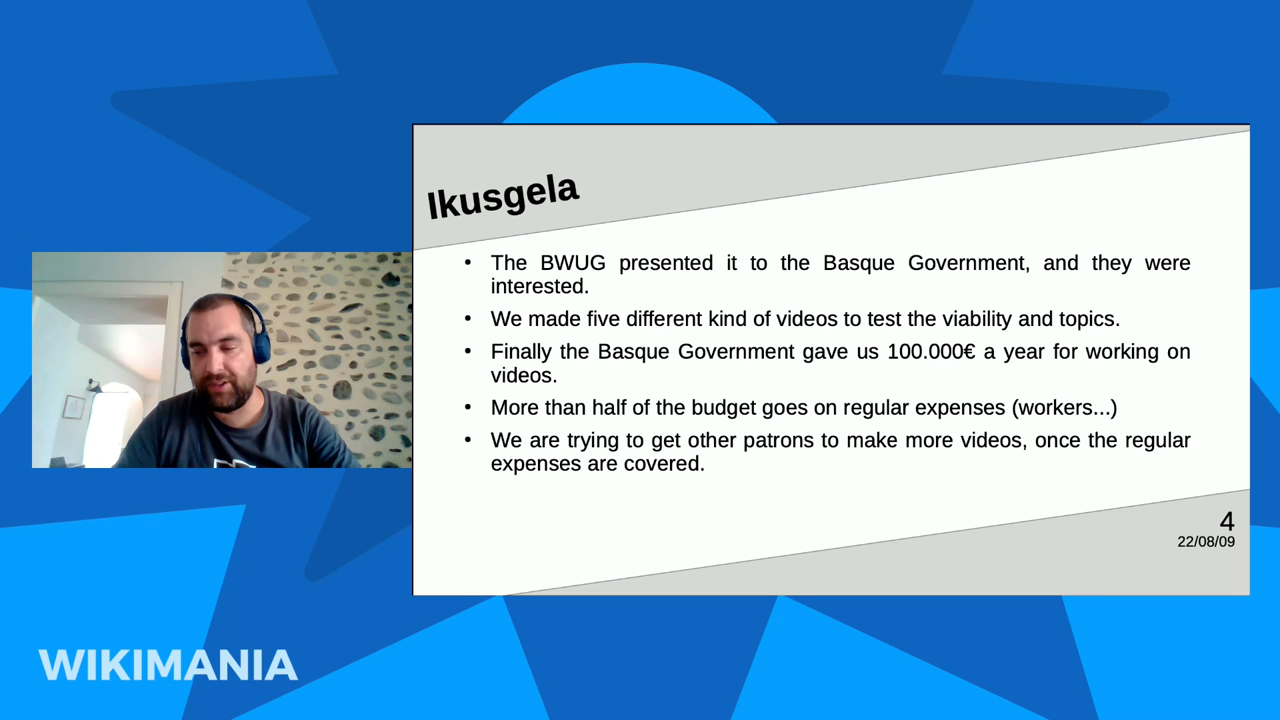 Ikusgela
• The BWUG presented it to the Basque Government, and they were
interested.
• We made five different kind of videos to test the viability and topics.
• Finally the Basque Government gave us 100.000€ a year for working on
videos.
• More than half of the budget goes on regular expenses (workers...)
• We are trying to get other patrons to make more videos, once the regular
expenses are covered.
4
22/08/09
WIKIMANIA